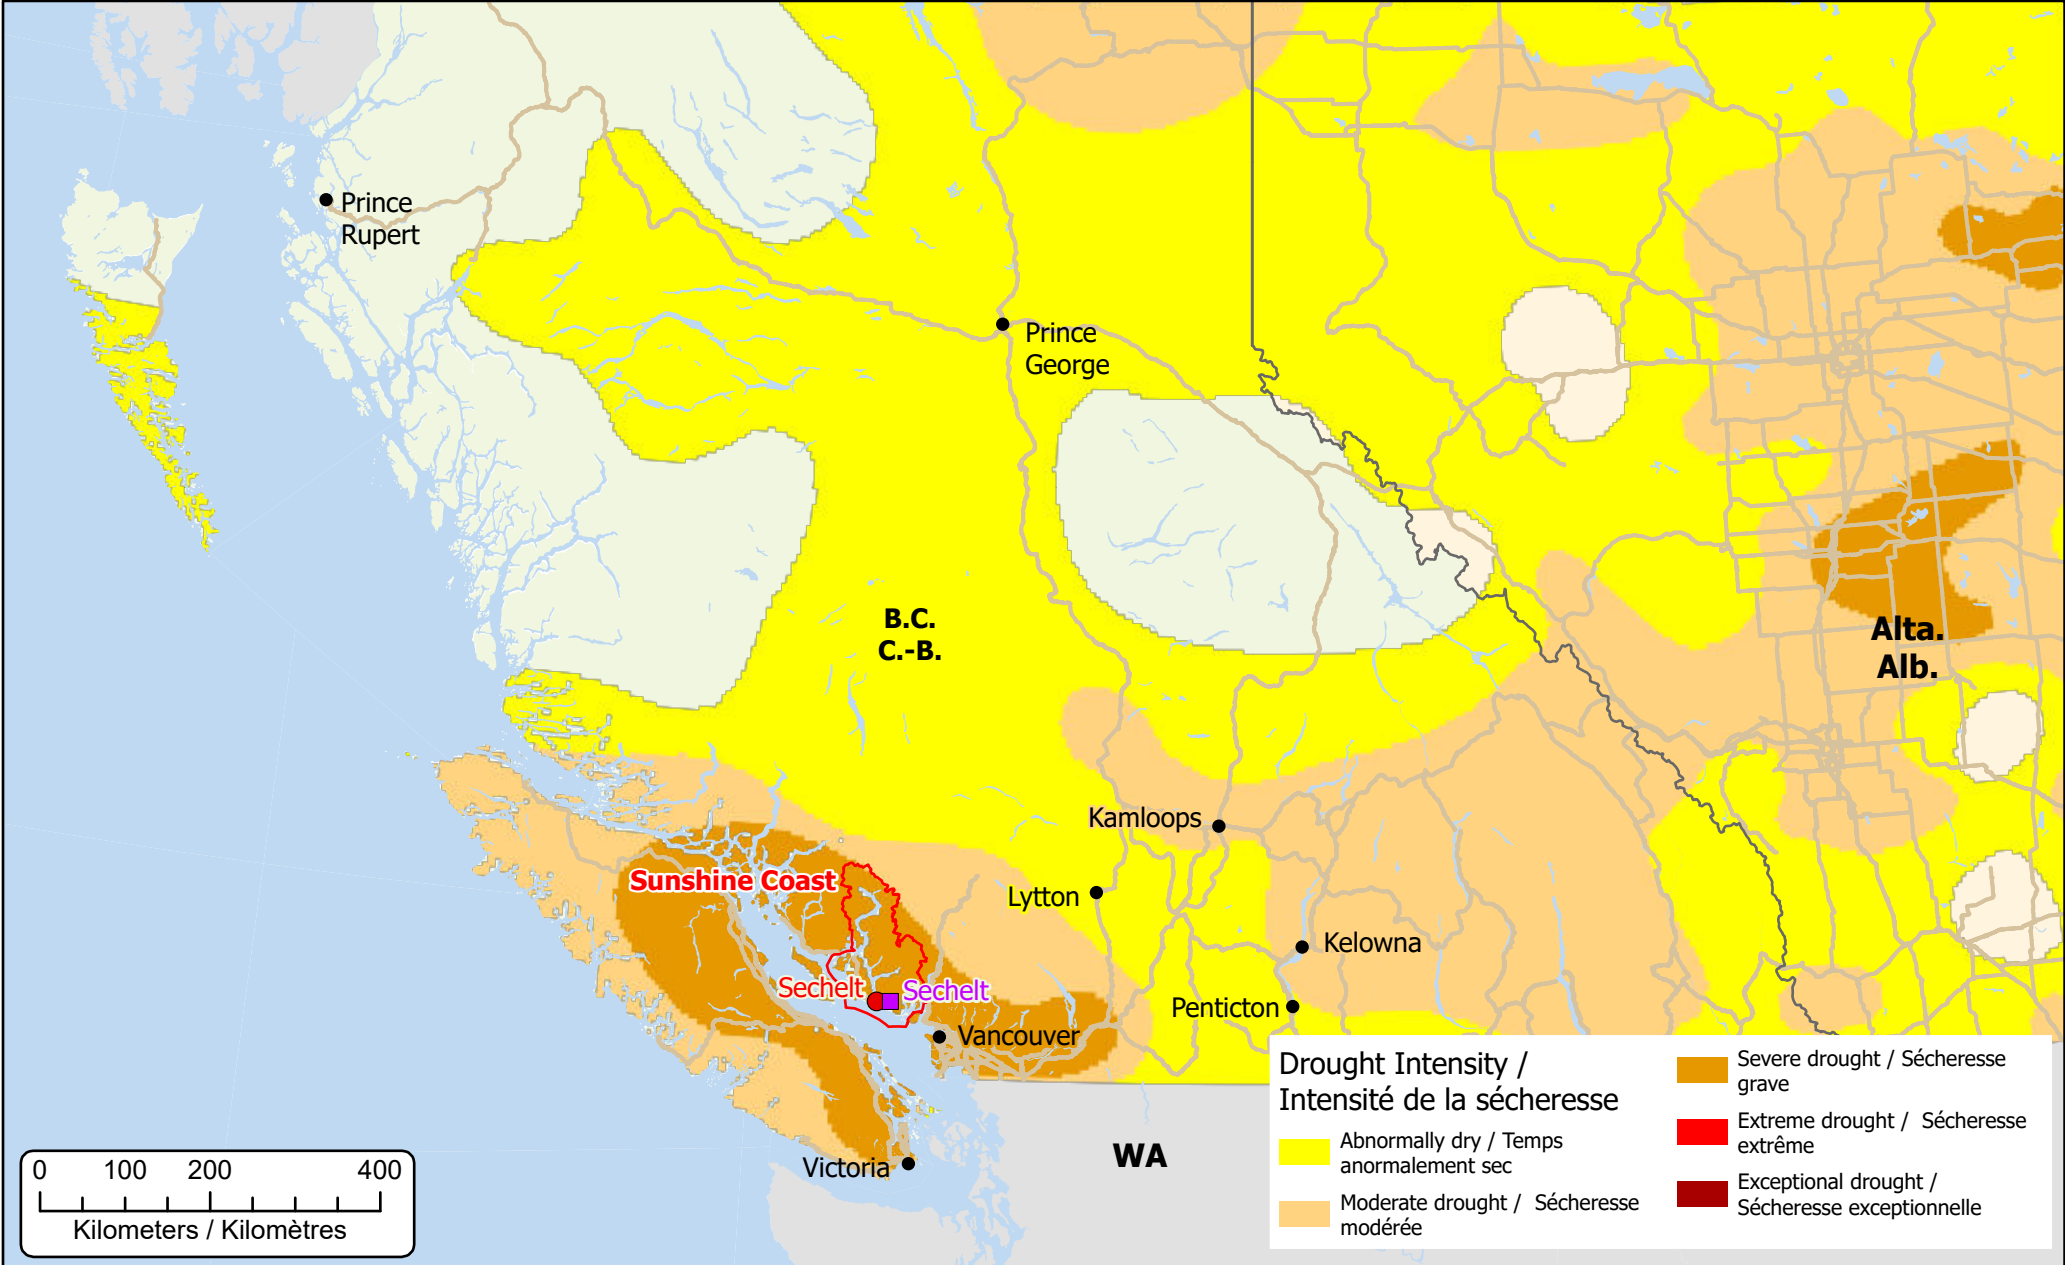 Prince
Rupert
Prince
George
B.C.
C.-B.
Alta.
Alb.
Kamloops
Sunshine Coast
Lytton
Kelowna
Sechelt
Sechelt
Penticton
Vancouver
Victoria
WA
0 100 200 400
Kilometers / Kilomètres
Drought Intensity /
Intensité de la sécheresse
Abnormally dry / Temps
anormalement sec
Moderate drought / Sécheresse
modérée
Severe drought / Sécheresse
grave
Extreme drought / Sécheresse
extrême
Exceptional drought /
Sécheresse exceptionnelle